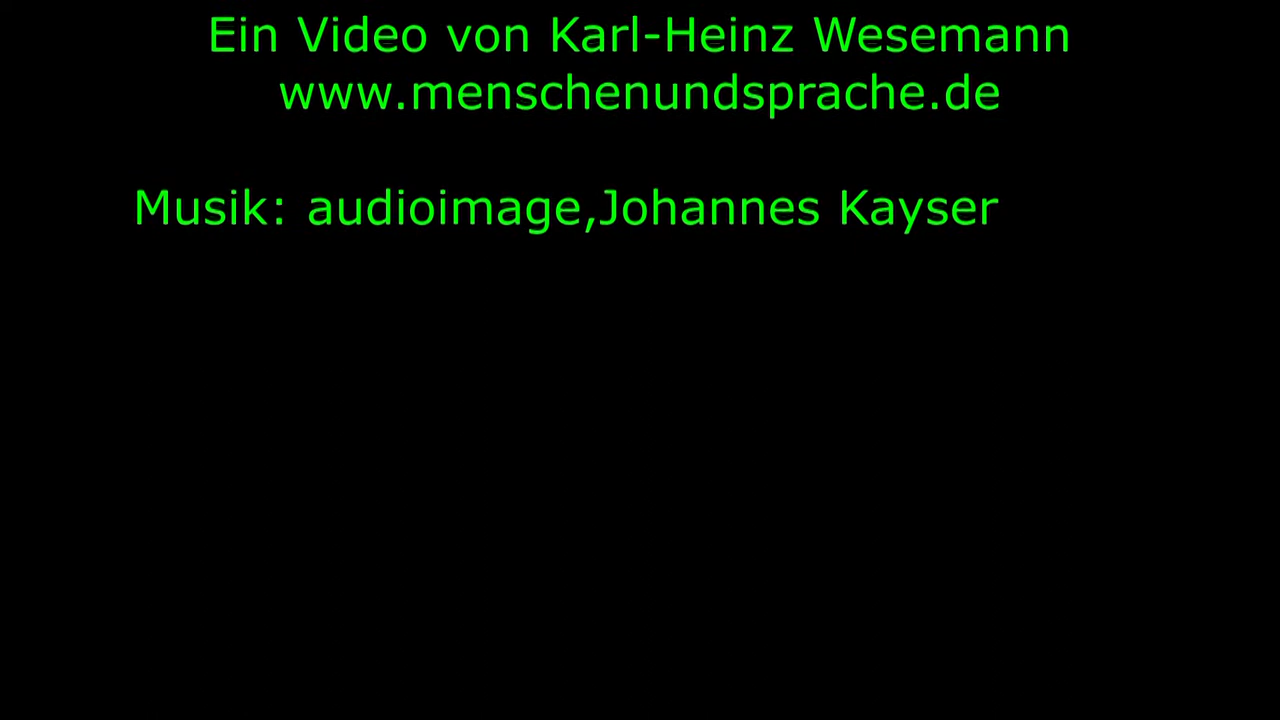 Ein Video von Karl-Heinz Wesemann
www.menschenundsprache.de
Musik: audioimage,Johannes Kayser